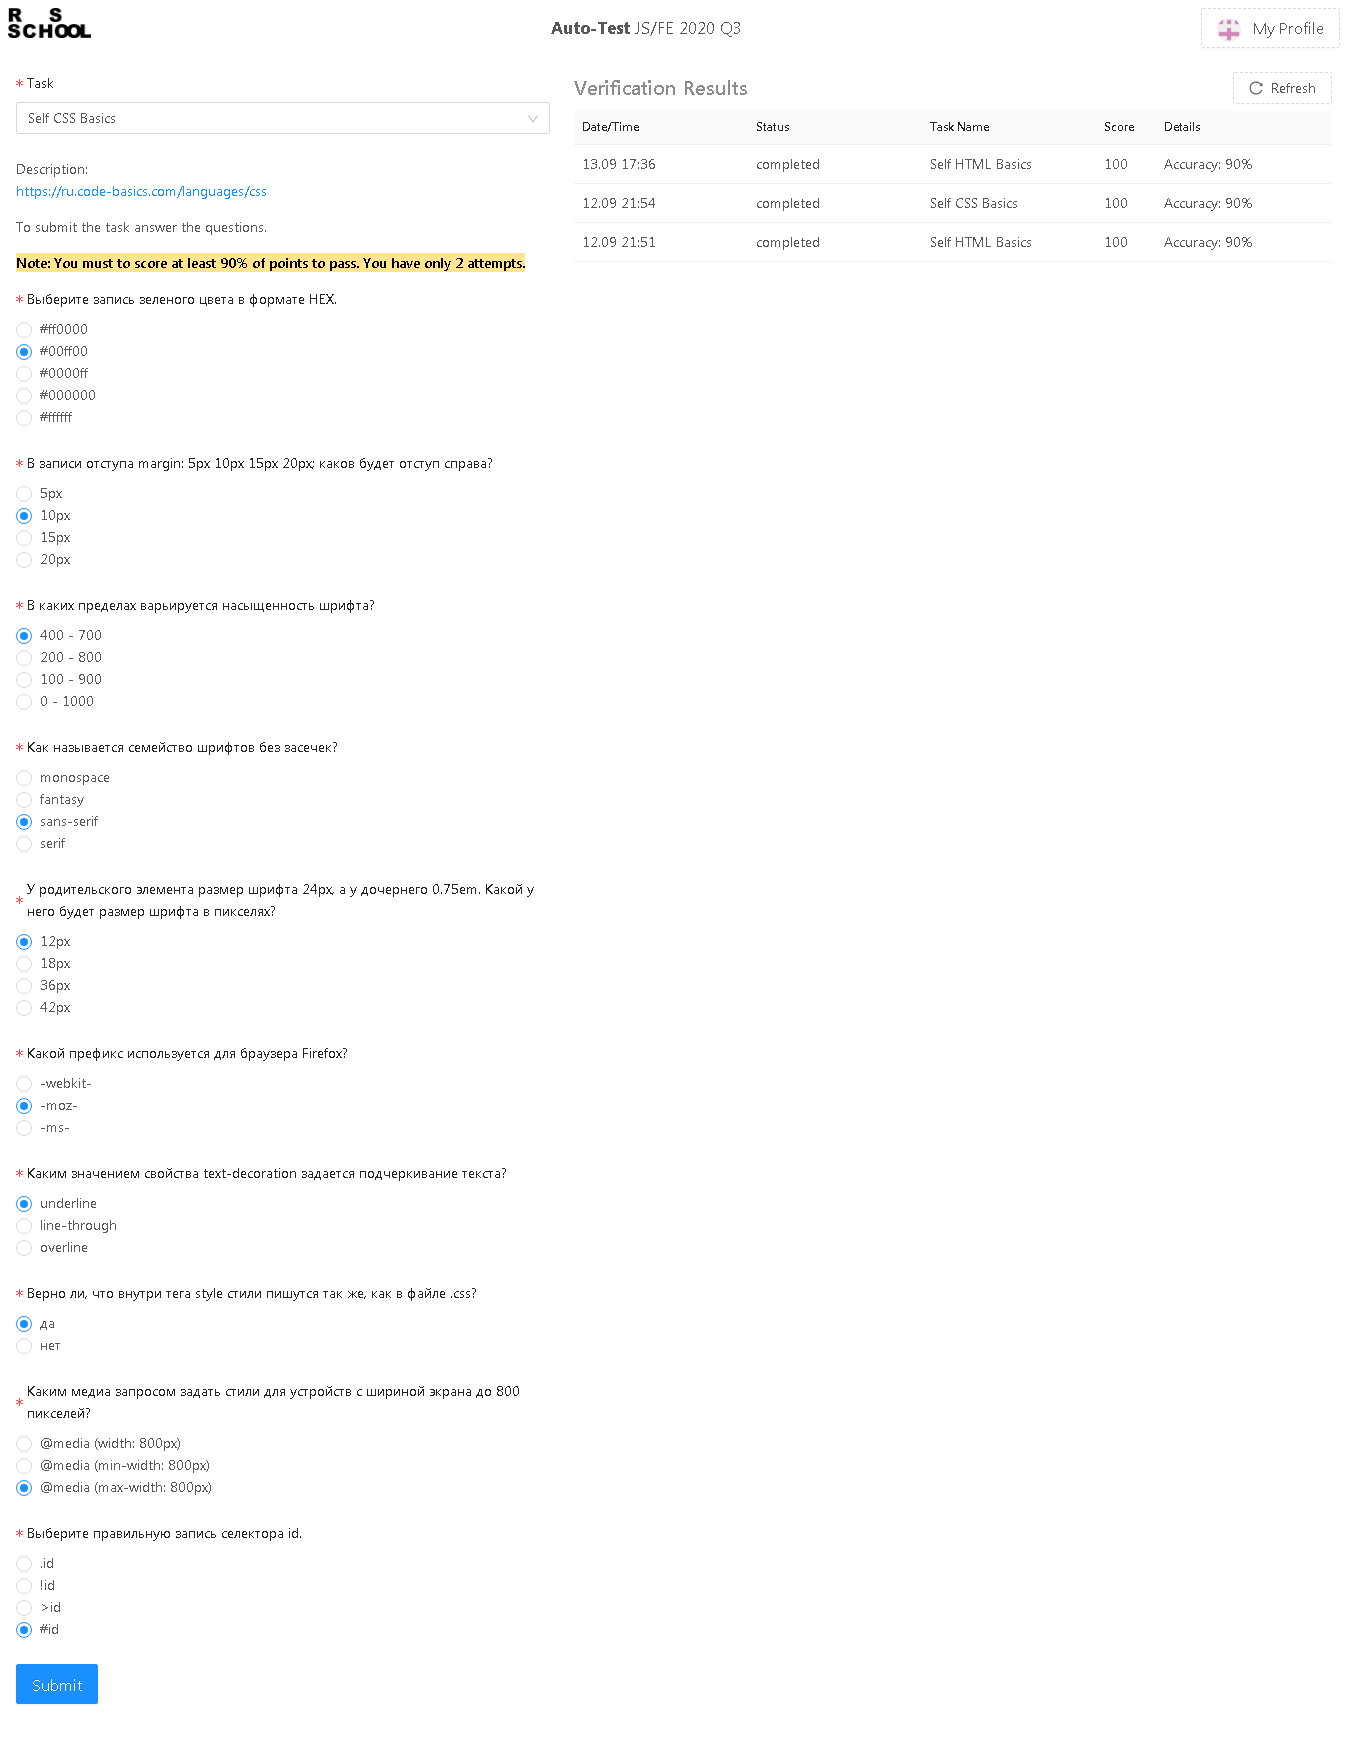 R S
SCHOOL
Auto-Test JS/FE 2020 Q3
My Profile
* Task
Self CSS Basics
Description:
https://ru.code-basics.com/languages/css
To submit the task answer the questions.
Note: You must to score at least 90% of points to pass. You have only 2 attempts.
* Выберите запись зеленого цвета в формате HEX.
#ff0000
#00ff00
#0000ff
#000000
#ffffff
* В записи отступа margin: 5px 10px 15px 20px; каков будет отступ справа?
5px
10px
15px
20px
* В каких пределах варьируется насыщенность шрифта?
400 - 700
200 - 800
100 - 900
0 - 1000
* Как называется семейство шрифтов без засечек?
monospace
fantasy
sans-serif
serif
* У родительского элемента размер шрифта 24px, а у дочернего 0.75em. Какой у
него будет размер шрифта в пикселях?
12px
18px
36px
42px
* Какой префикс используется для браузера Firefox?
-webkit-
-moz-
-ms-
* Каким значением свойства text-decoration задается подчеркивание текста?
underline
line-through
overline
* Верно ли, что внутри тега style стили пишутся так же, как в файле .css?
да
нет
* Каким медиа запросом задать стили для устройств с шириной экрана до 800
пикселей?
@media (width: 800px)
@media (min-width: 800px)
@media (max-width: 800px)
* Выберите правильную запись селектора id.
.id
!id
>id
#id
Submit
Verification Results
Refresh
Date/Time Status Task Name Score Details
13.09 17:36 completed Self HTML Basics 100 Accuracy: 90%
12.09 21:54 completed Self CSS Basics 100 Accuracy: 90%
12.09 21:51 completed Self HTML Basics 100 Accuracy: 90%